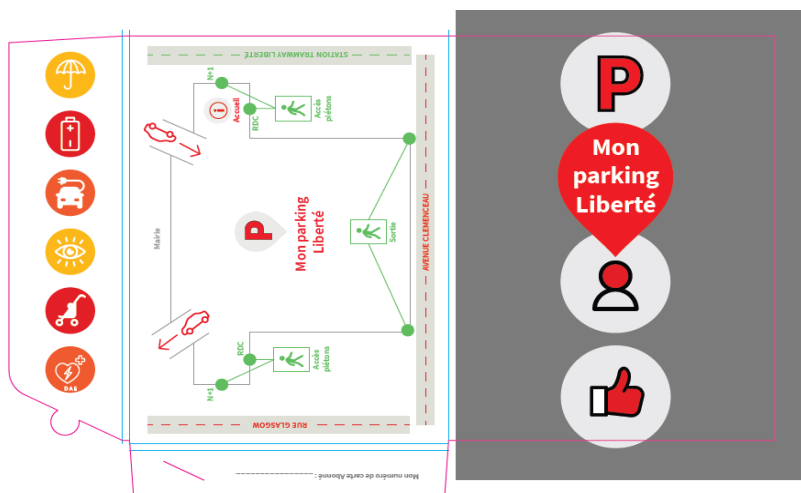 STATION TRAMWAY LIBERTÉ
N+1
Accueil
RDC
Accès
piétons
P
Mon parking
Liberté
Mairie
Sortie
AVENUE CLEMENCEAU
RDC
N+1
Accès
piétons
RUE GLASGOW
DAE
Mon numéro de carte Abonné :
P
Mon
parking
Liberté